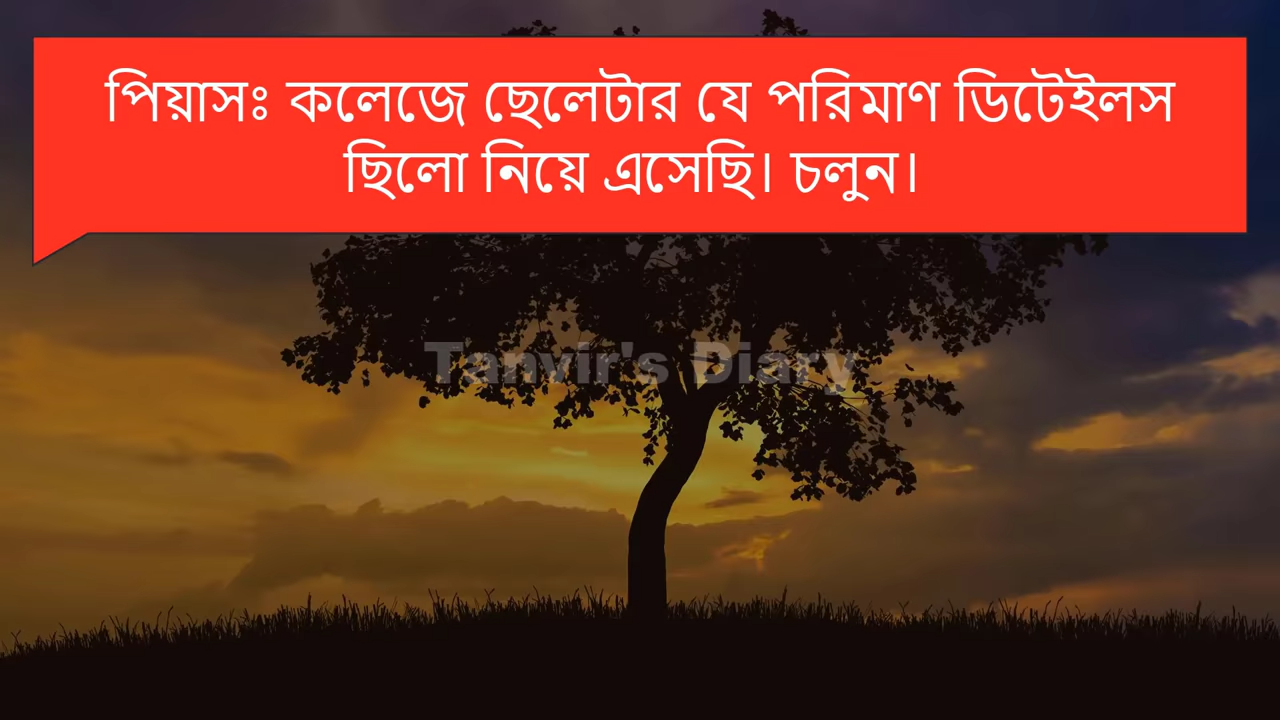 পিয়াসঃ কলেজে ছেলেটার যে পরিমাণ ডিটেইলস
ছিলো নিয়ে এসেছি। চলুন।
Tanvir's Diary